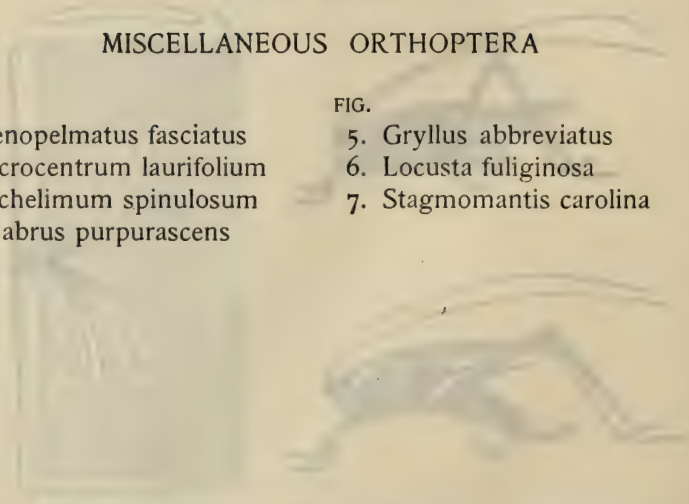 MISCELLANEOUS ORTHOPTERA
enopelmatus fasciatus
crocentrum laurifolium
chelimum spinulosum
abrus purpurascens
FIG.
5. Gryllus abbreviatus
6. Locusta fuliginosa
7. Stagmomantis carolina